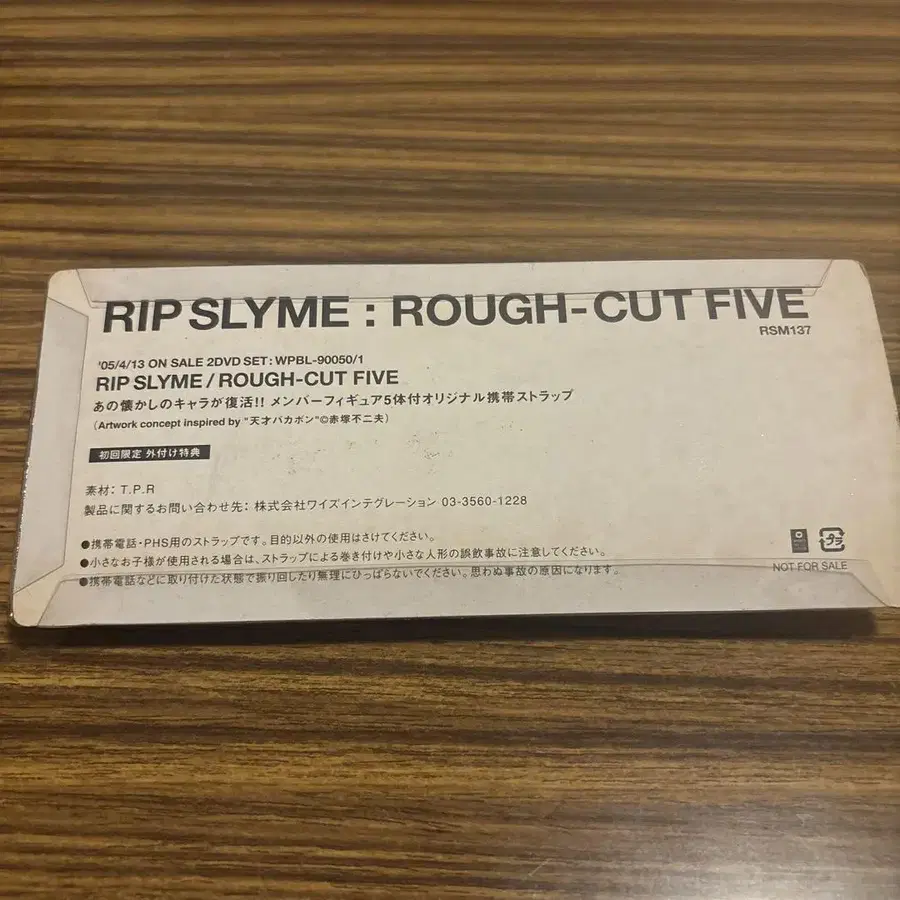 RIP SLYME : ROUGH-CUT FIVE
RSM137
'05/4/13 ON SALE 2DVD SET: WPBL-90050/1
RIP SLYME / ROUGH-CUT FIVE
あの懐かしのキャラが復活!! メンバーフィギュア5体付オリジナル携帯ストラップ
(Artwork concept inspired by "天才バカボン"©赤塚不二夫)
初回限定 外付け特典
素材: T.P.R
製品に関するお問い合わせ先: 株式会社ワイズインテグレーション 03-3560-1228
●携帯電話・PHS用のストラップです。目的以外の使用はさけてください。
●小さなお子様が使用される場合は、ストラップによる巻き付けや小さな人形の誤飲事故に注意してください。
●携帯電話などに取り付けた状態で振り回したり無理にひっぱらないでください。思わぬ事故の原因になります。
プラ
NOT FOR SALE